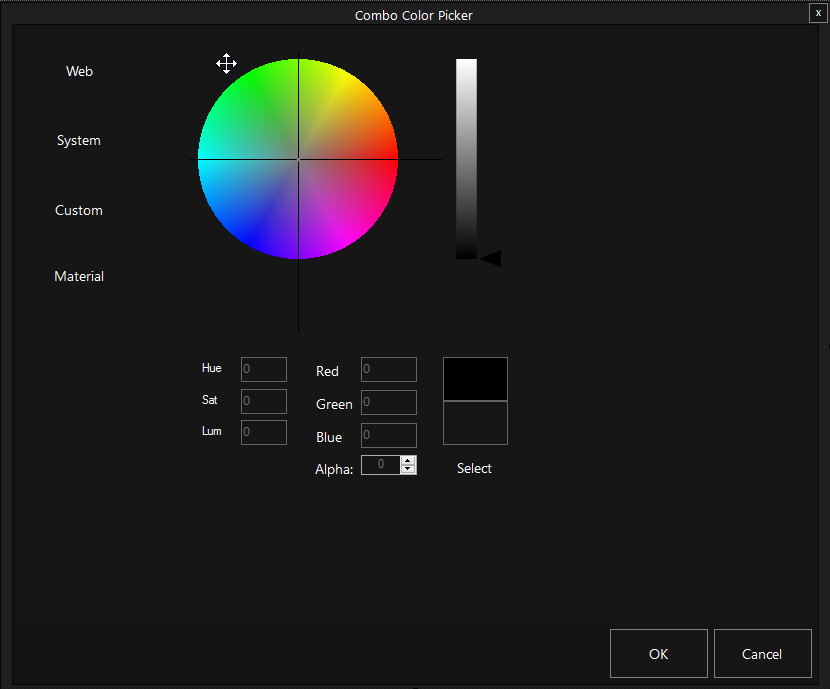 Combo Color Picker
x
Web
System
Custom
Material
Hue 0
Sat 0
Lum 0
Red 0
Green 0
Blue 0
Alpha: 0
Select
OK
Cancel